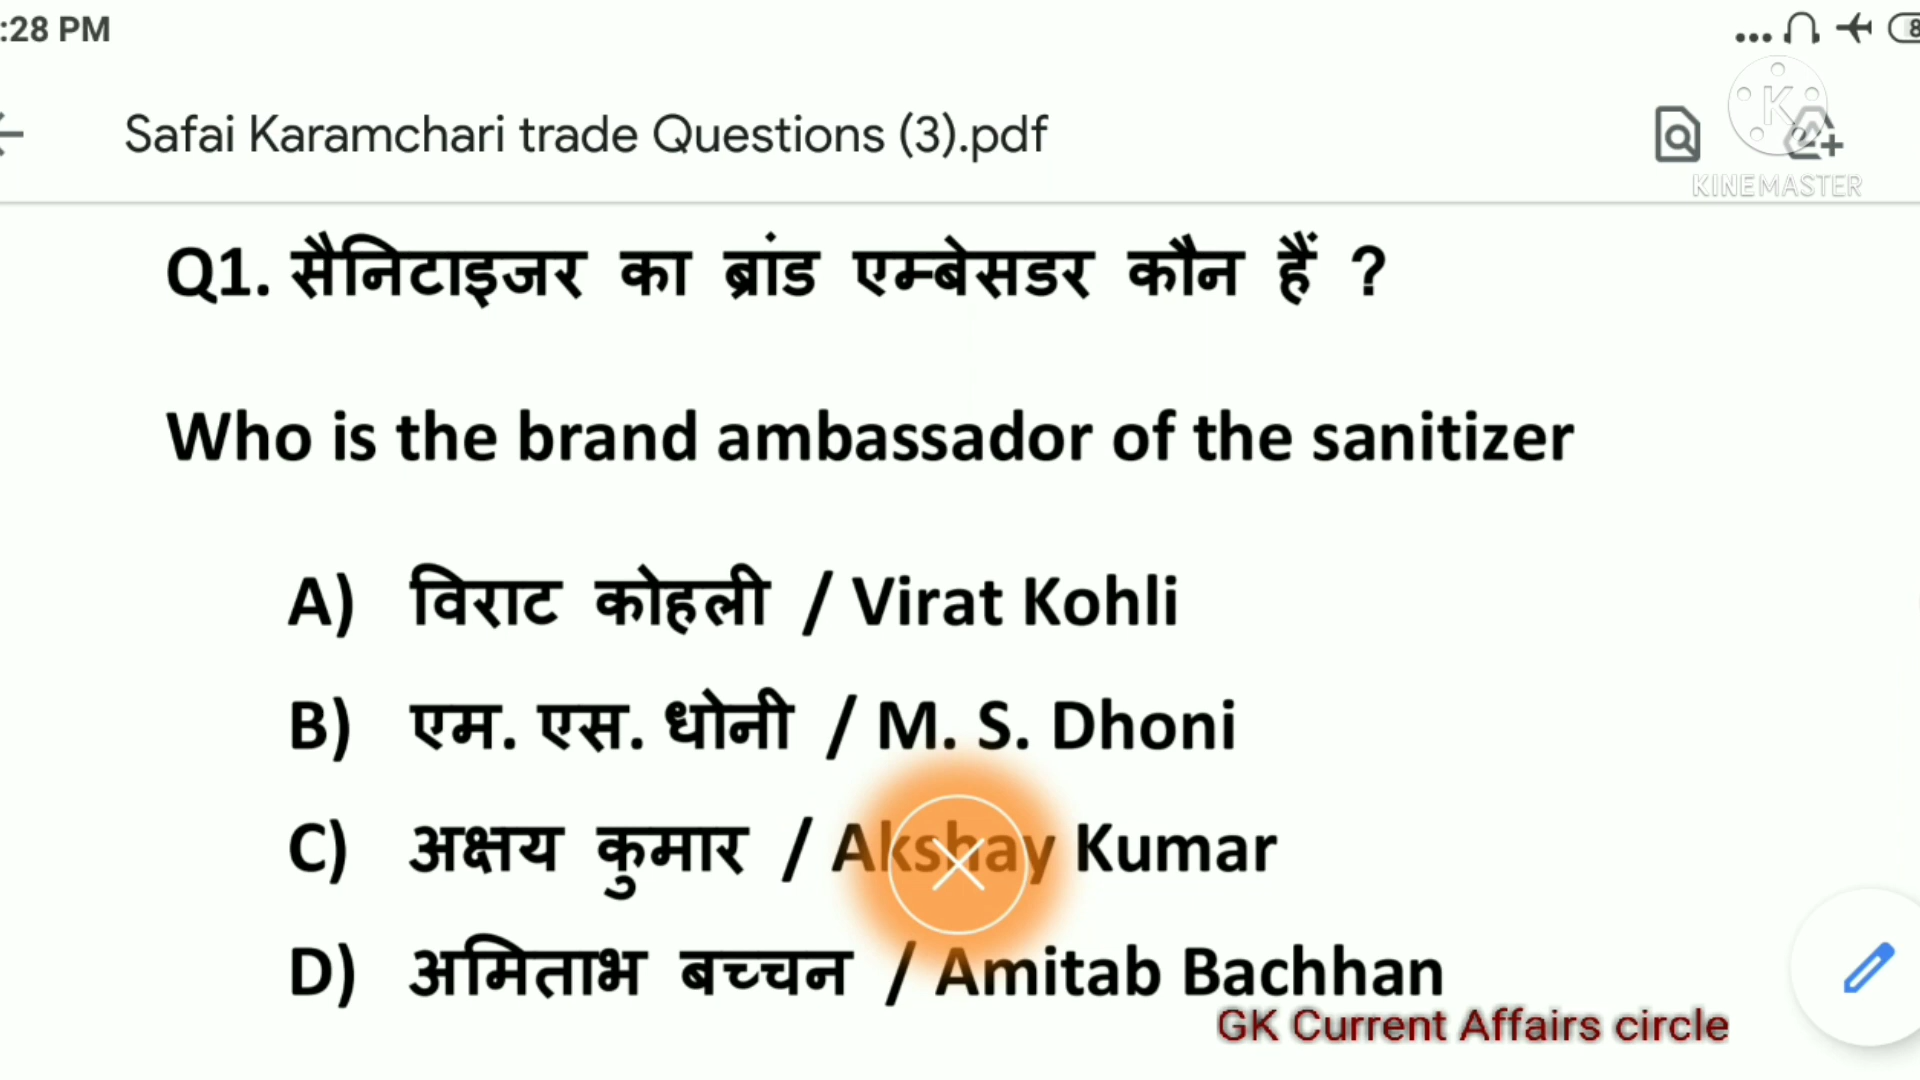 :28 PM
Safai Karamchari trade Questions (3).pdf
KINEMASTER
Q1. सैनिटाइजर का ब्रांड एम्बेसडर कौन हैं ?
Who is the brand ambassador of the sanitizer
A) विराट कोहली / Virat Kohli
B) एम. एस. धोनी / M. S. Dhoni
C) अक्षय कुमार / Akshay Kumar
D) अमिताभ बच्चन / Amitab Bachhan
GK Current Affairs circle